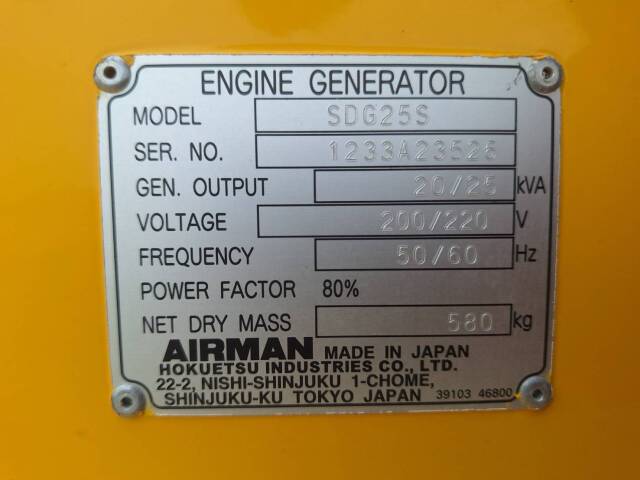 ENGINE GENERATOR
MODEL SDG25S
SER. NO. 1233A23525
GEN. OUTPUT 20/25 kVA
VOLTAGE 200/220 V
FREQUENCY 50/60 Hz
POWER FACTOR 80%
NET DRY MASS 580 kg
AIRMAN MADE IN JAPAN
HOKUETSU INDUSTRIES CO., LTD.
22-2, NISHI-SHINJUKU 1-CHOME,
SHINJUKU-KU TOKYO JAPAN 39103 46800